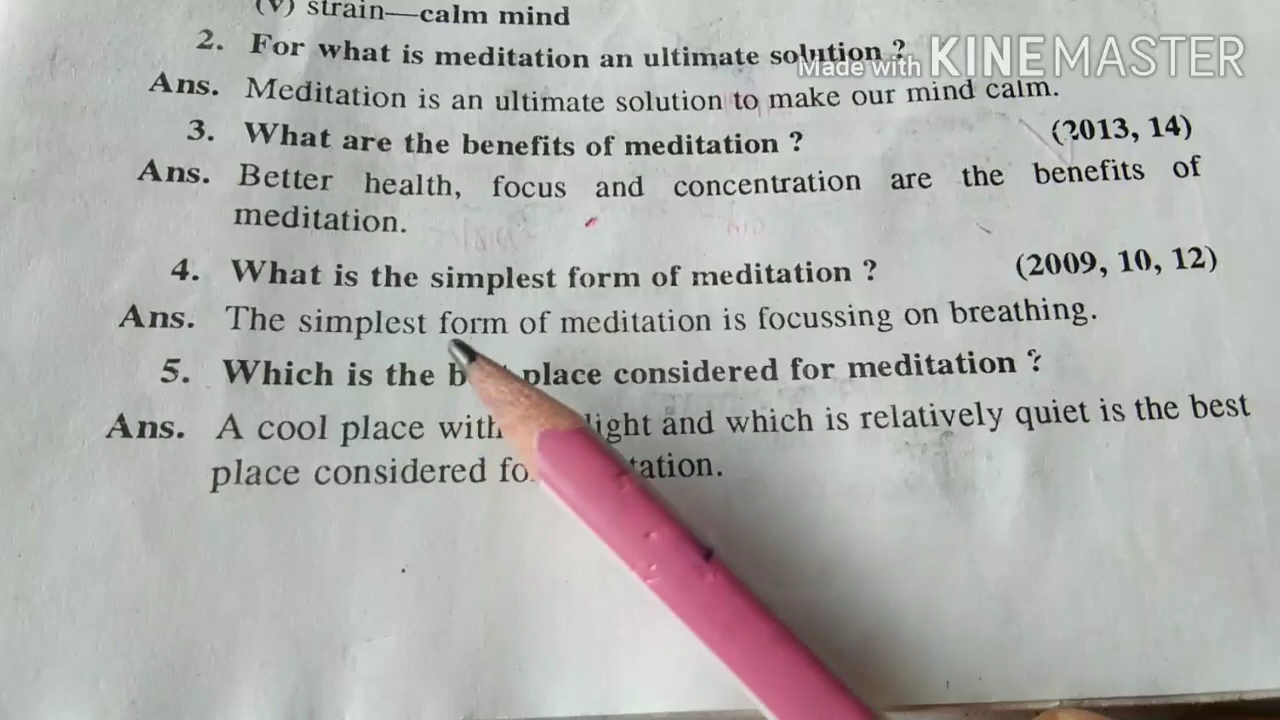 (v) strain—calm mind
2. For what is meditation an ultimate solution ?
Made with KINEMASTER
Ans. Meditation is an ultimate solution to make our mind calm.
3. What are the benefits of meditation ? (2013, 14)
Ans. Better health, focus and concentration are the benefits of
meditation.
4. What is the simplest form of meditation ? (2009, 10, 12)
Ans. The simplest form of meditation is focussing on breathing.
5. Which is the place considered for meditation ?
Ans. A cool place and which is relatively quiet is the best
place considered